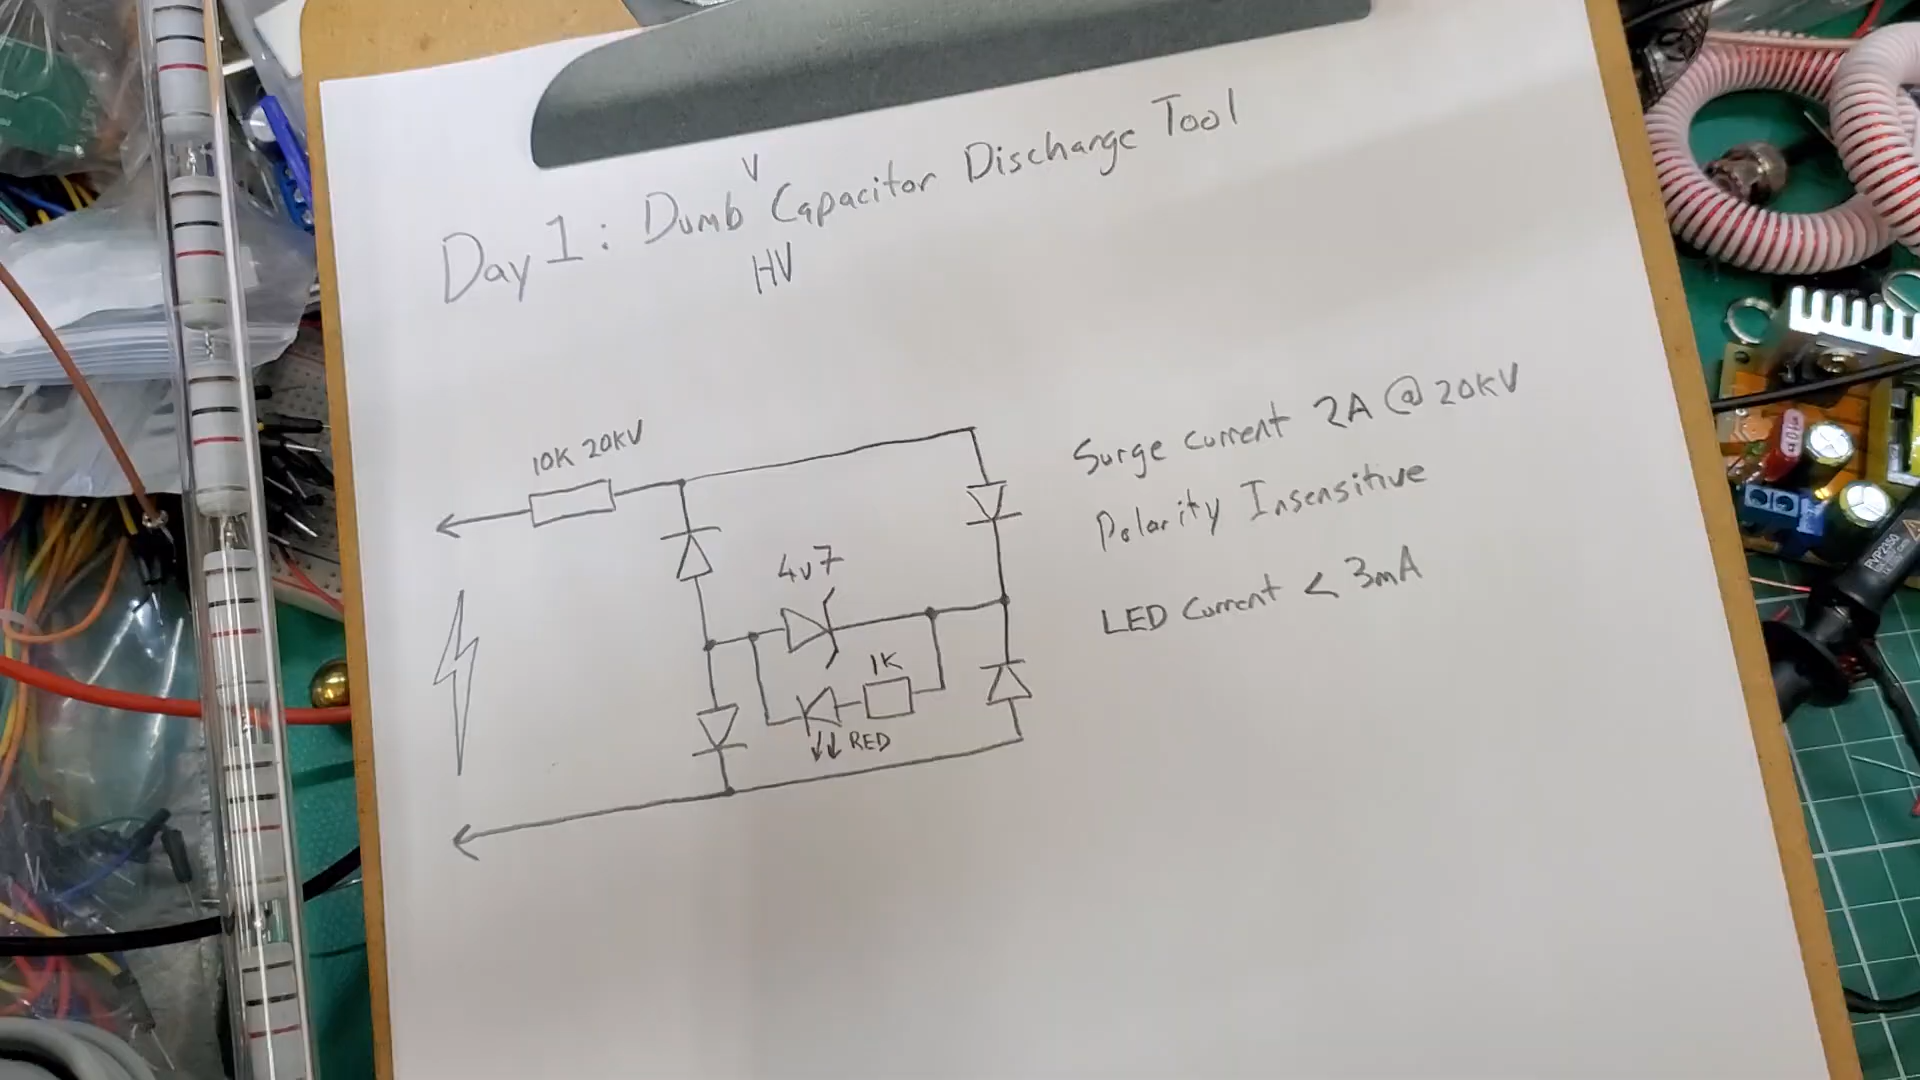 Day 1: Dumb V Capacitor Discharge Tool
HV
10K 20KV
4v7
1K
RED
Surge current 2A @ 20KV
Polarity Insensitive
LED Current < 3mA
PVP2350